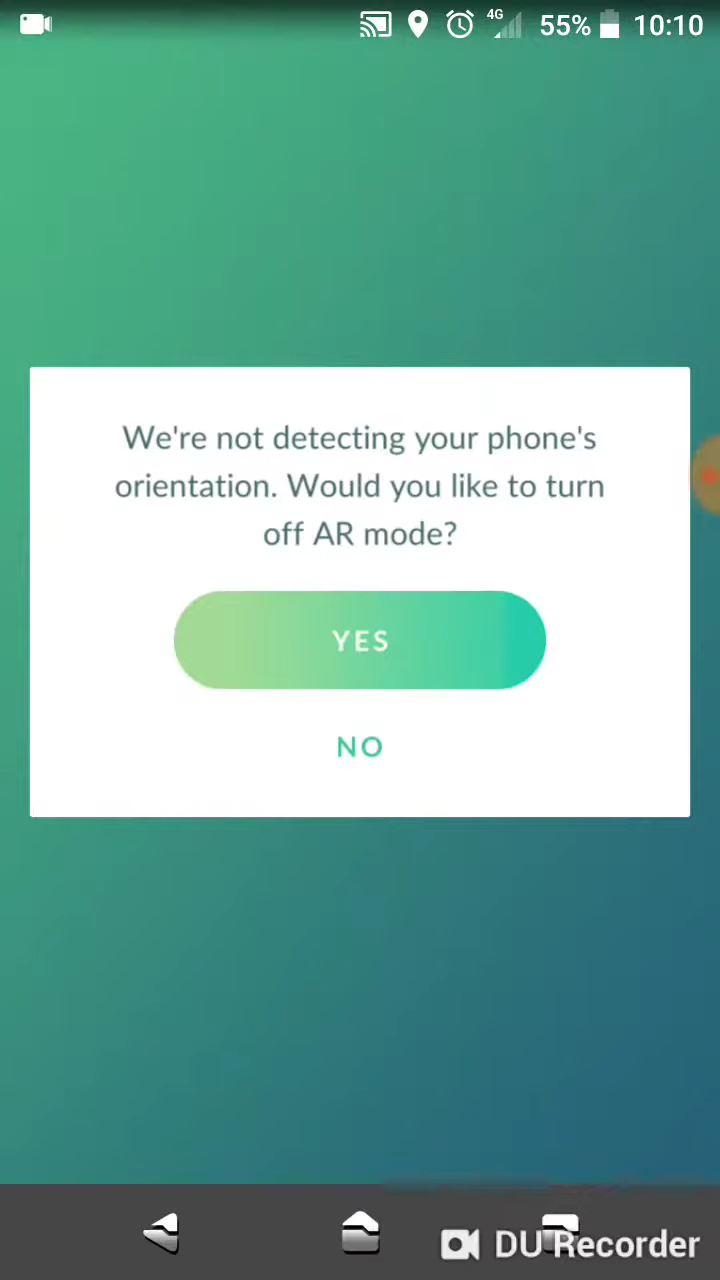 4G 55% 10:10
We're not detecting your phone's
orientation. Would you like to turn
off AR mode?
YES
NO
DU Recorder